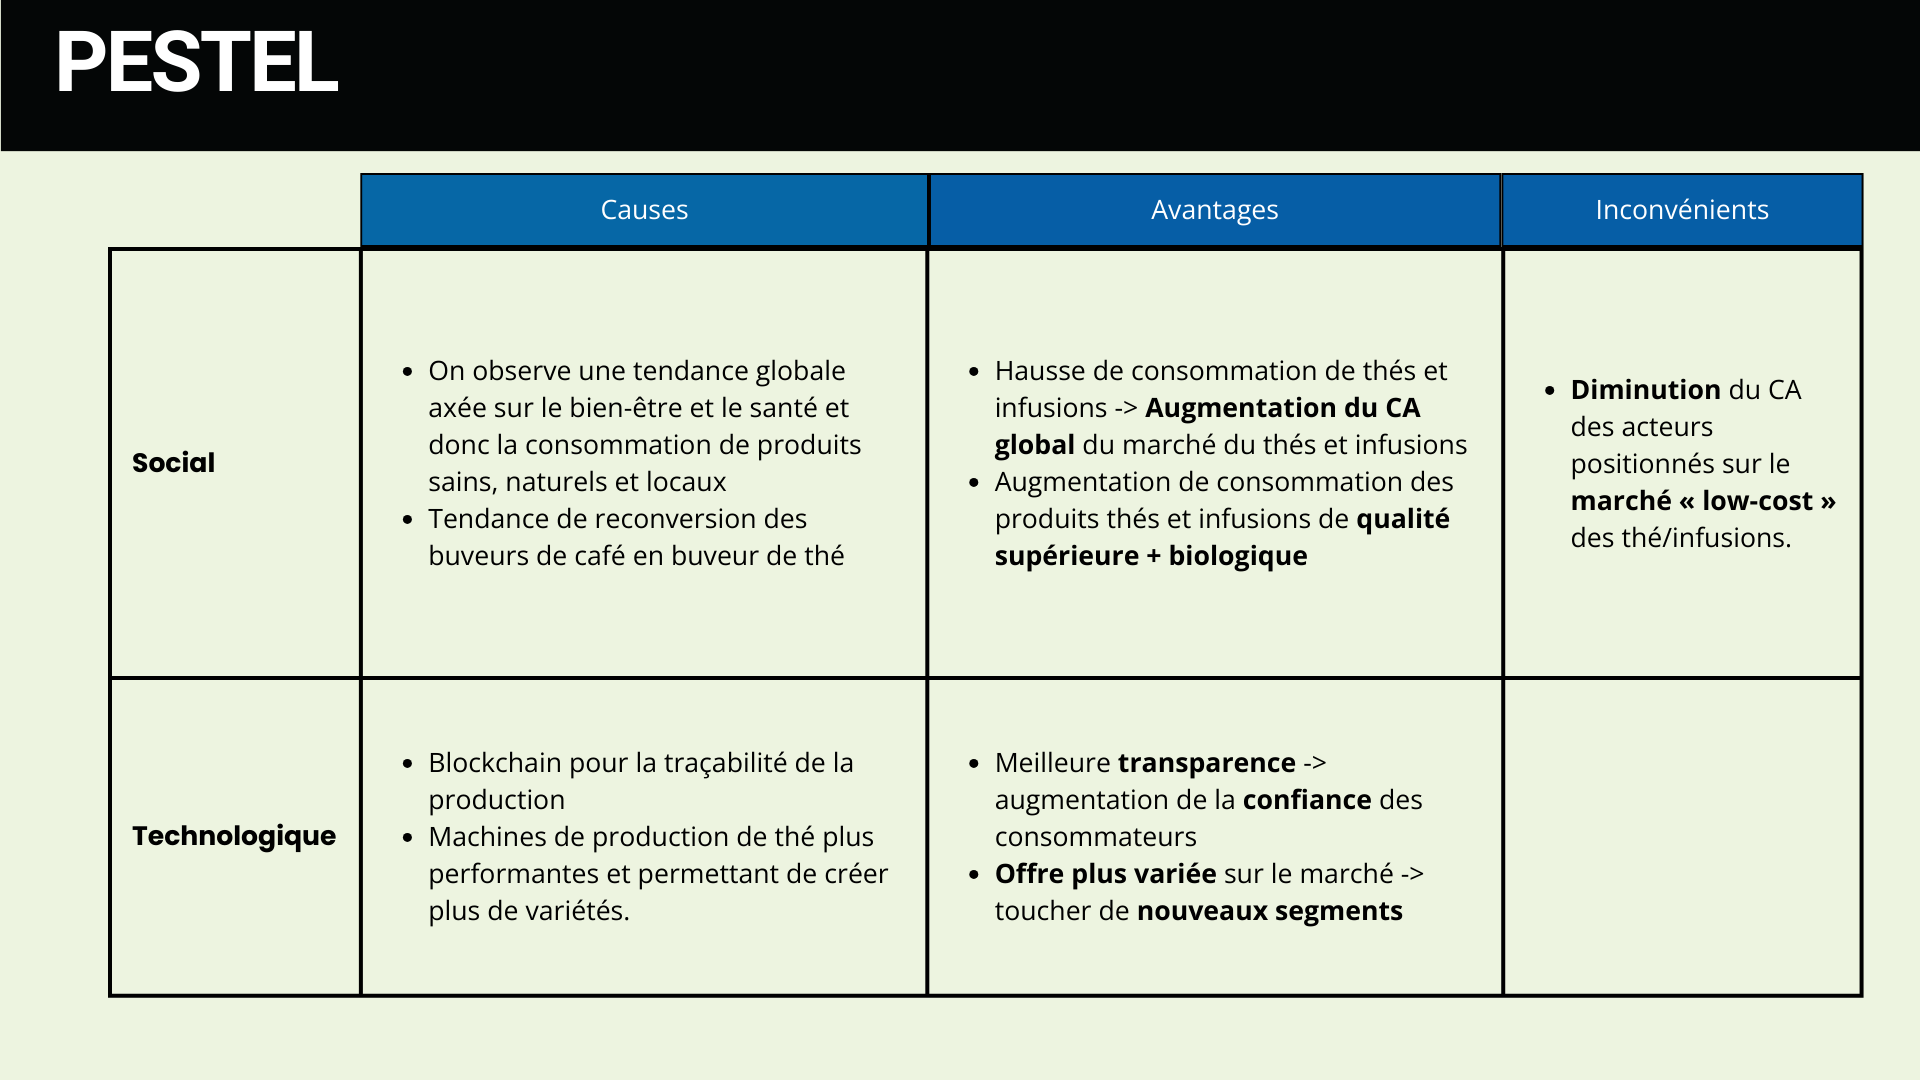 PESTEL
Causes
Avantages
Inconvénients
Social
On observe une tendance globale
axée sur le bien-être et le santé et
donc la consommation de produits
sains, naturels et locaux
Tendance de reconversion des
buveurs de café en buveur de thé
Hausse de consommation de thés et
infusions -> Augmentation du CA
global du marché du thés et infusions
Augmentation de consommation des
produits thés et infusions de qualité
supérieure + biologique
Diminution du CA
des acteurs
positionnés sur le
marché « low-cost »
des thé/infusions.
Technologique
Blockchain pour la traçabilité de la
production
Machines de production de thé plus
performantes et permettant de créer
plus de variétés.
Meilleure transparence ->
augmentation de la confiance des
consommateurs
Offre plus variée sur le marché ->
toucher de nouveaux segments